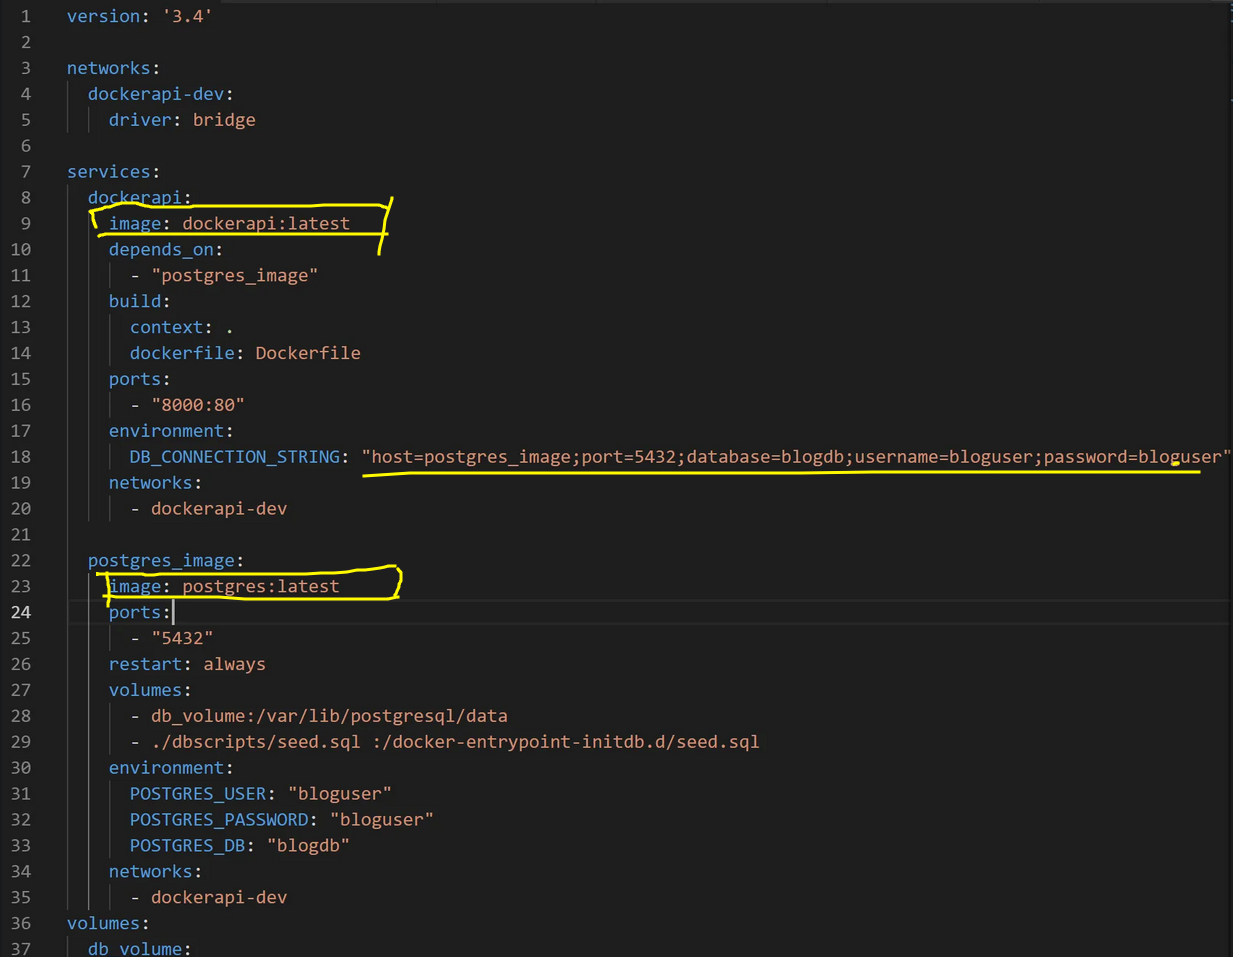 1 version: '3.4'
2
3 networks:
4 dockerapi-dev:
5 driver: bridge
6
7 services:
8 dockerapi:
9 image: dockerapi:latest
10 depends_on:
11 - "postgres_image"
12 build:
13 context: .
14 dockerfile: Dockerfile
15 ports:
16 - "8000:80"
17 environment:
18 DB_CONNECTION_STRING: "host=postgres_image;port=5432;database=blogdb;username=bloguser;password=bloguser"
19 networks:
20 - dockerapi-dev
21
22 postgres_image:
23 image: postgres:latest
24 ports:
25 - "5432"
26 restart: always
27 volumes:
28 - db_volume:/var/lib/postgresql/data
29 - ./dbscripts/seed.sql :/docker-entrypoint-initdb.d/seed.sql
30 environment:
31 POSTGRES_USER: "bloguser"
32 POSTGRES_PASSWORD: "bloguser"
33 POSTGRES_DB: "blogdb"
34 networks:
35 - dockerapi-dev
36 volumes:
37 db_volume: